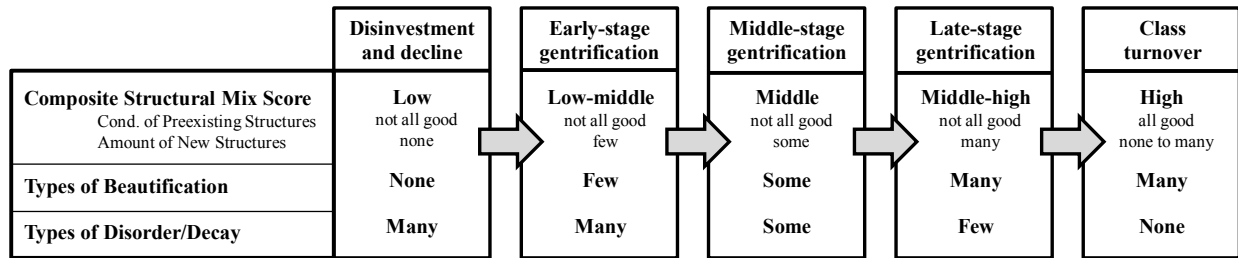 Disinvestment and decline
Early-stage gentrification
Middle-stage gentrification
Late-stage gentrification
Class turnover
Composite Structural Mix Score Low Low-middle Middle Middle-high High
Cond. of Preexisting Structures not all good not all good not all good not all good all good
Amount of New Structures none few some many none to many
Types of Beautification None Few Some Many Many
Types of Disorder/Decay Many Many Some Few None